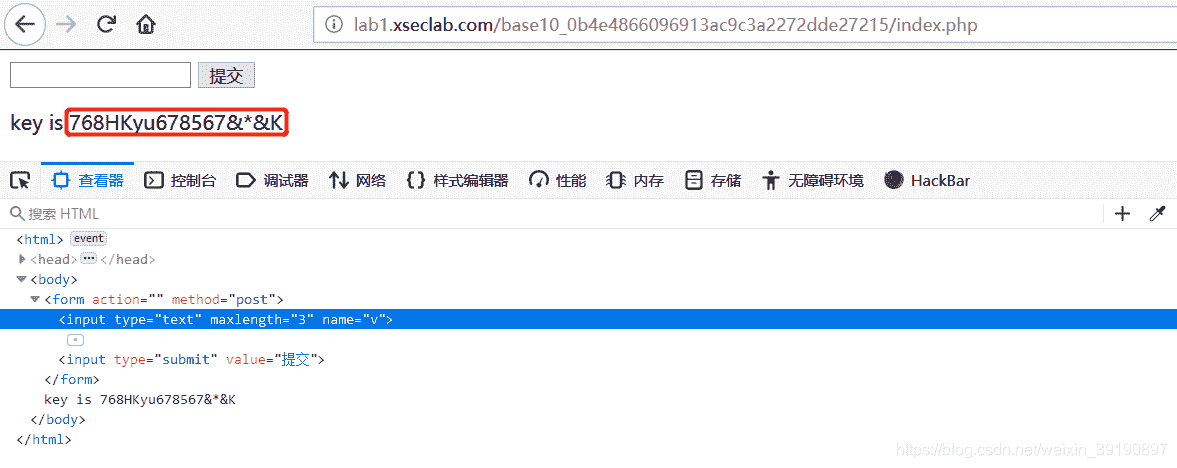 lab1.xseclab.com/base10_0b4e4866096913ac9c3a2272dde27215/index.php
提交
key is 768HKyu678567&*&K
查看器 控制台 调试器 网络 {} 样式编辑器 性能 内存 存储 无障碍环境 HackBar
搜索 HTML
<html> event
<head> ··· </head>
<body>
<form action="" method="post">
<input type="text" maxlength="3" name="v">
<input type="submit" value="提交">
</form>
key is 768HKyu678567&*&K
</body>
</html>
https://blog.csdn.net/weixin_39190897